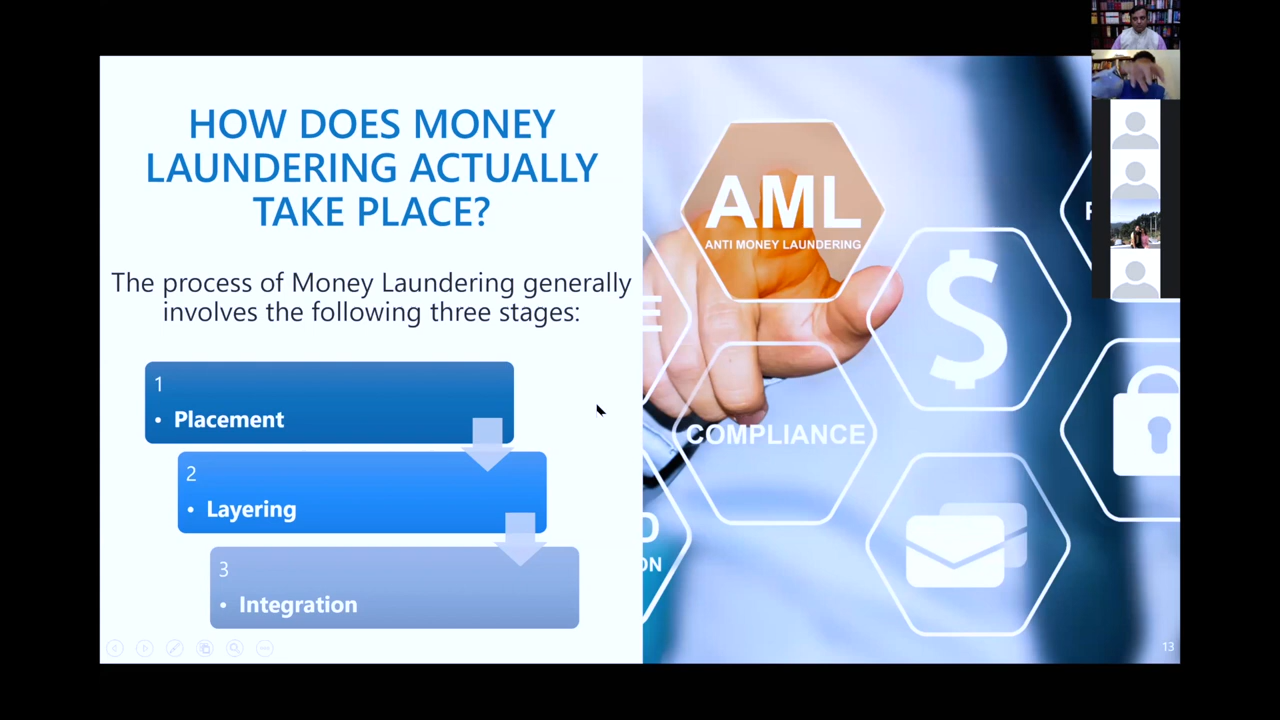 HOW DOES MONEY
LAUNDERING ACTUALLY
TAKE PLACE?
The process of Money Laundering generally
involves the following three stages:
1
• Placement
2
• Layering
3
• Integration
AML
ANTI MONEY LAUNDERING
$
COMPLIANCE
13